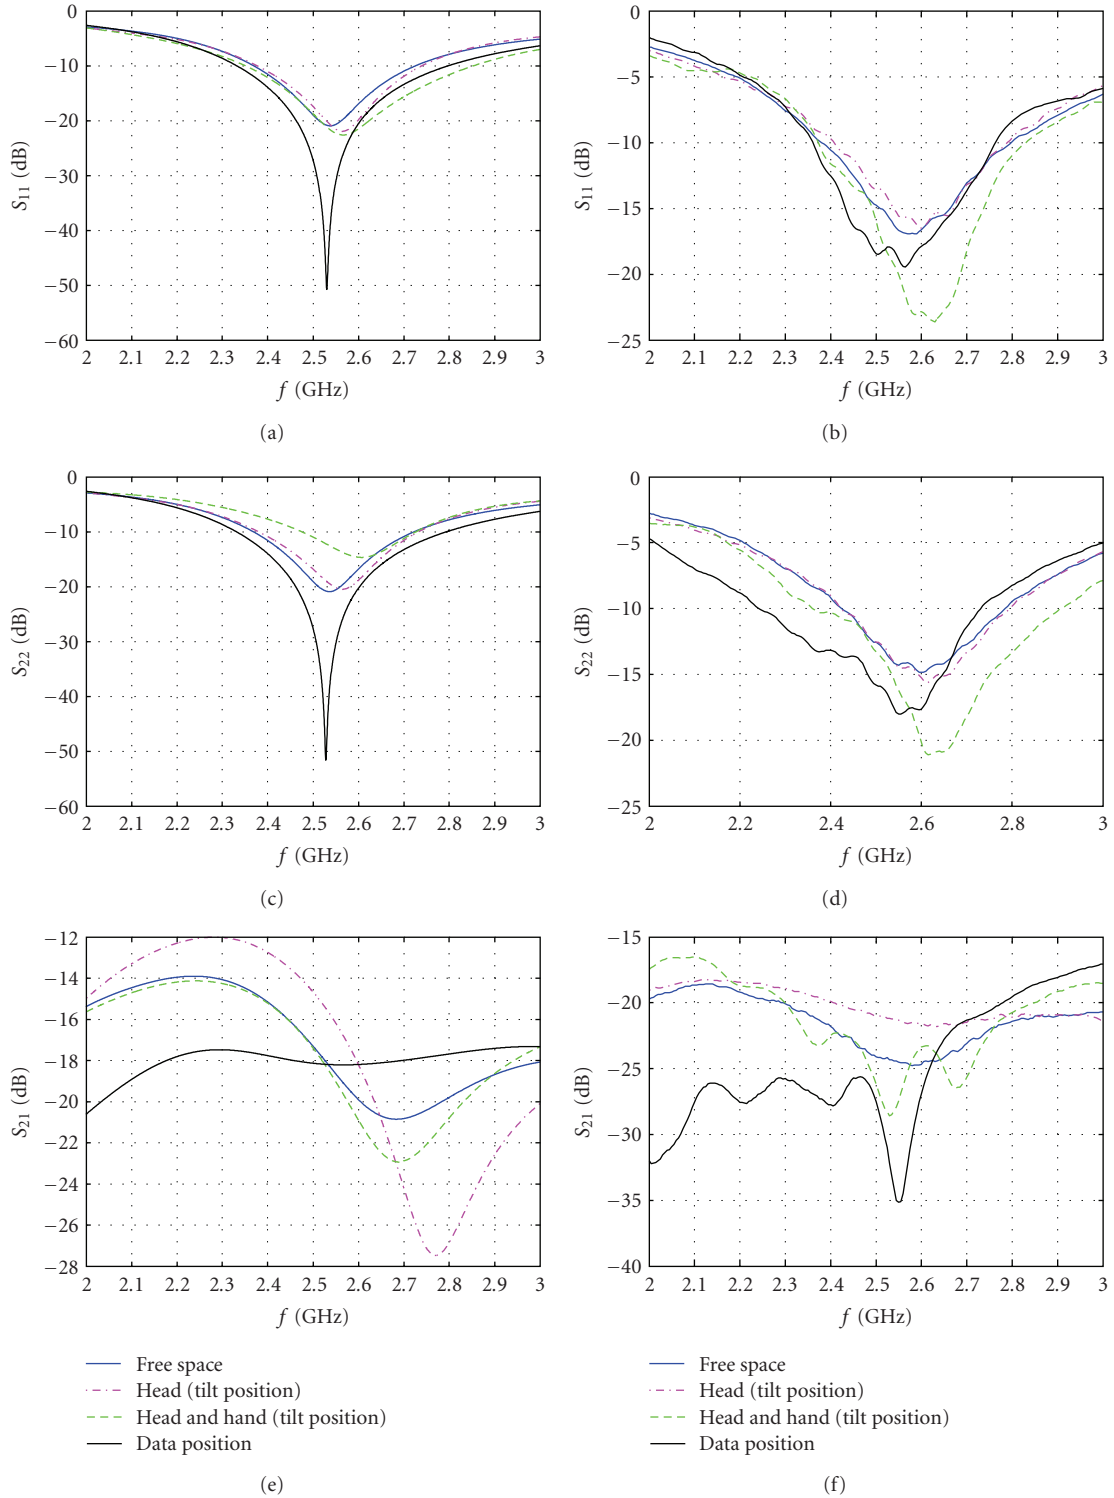 0
−10
−20
−30
−40
−50
−60
S11 (dB)
2 2.1 2.2 2.3 2.4 2.5 2.6 2.7 2.8 2.9 3
f (GHz)
(a)
0
−5
−10
−15
−20
−25
S11 (dB)
2 2.1 2.2 2.3 2.4 2.5 2.6 2.7 2.8 2.9 3
f (GHz)
(b)
0
−10
−20
−30
−40
−50
−60
S22 (dB)
2 2.1 2.2 2.3 2.4 2.5 2.6 2.7 2.8 2.9 3
f (GHz)
(c)
0
−5
−10
−15
−20
−25
S22 (dB)
2 2.2 2.4 2.6 2.8 3
f (GHz)
(d)
−12
−14
−16
−18
−20
−22
−24
−26
−28
S21 (dB)
2 2.1 2.2 2.3 2.4 2.5 2.6 2.7 2.8 2.9 3
f (GHz)
Free space
Head (tilt position)
Head and hand (tilt position)
Data position
(e)
−15
−20
−25
−30
−35
−40
S21 (dB)
2 2.1 2.2 2.3 2.4 2.5 2.6 2.7 2.8 2.9 3
f (GHz)
Free space
Head (tilt position)
Head and hand (tilt position)
Data position
(f)